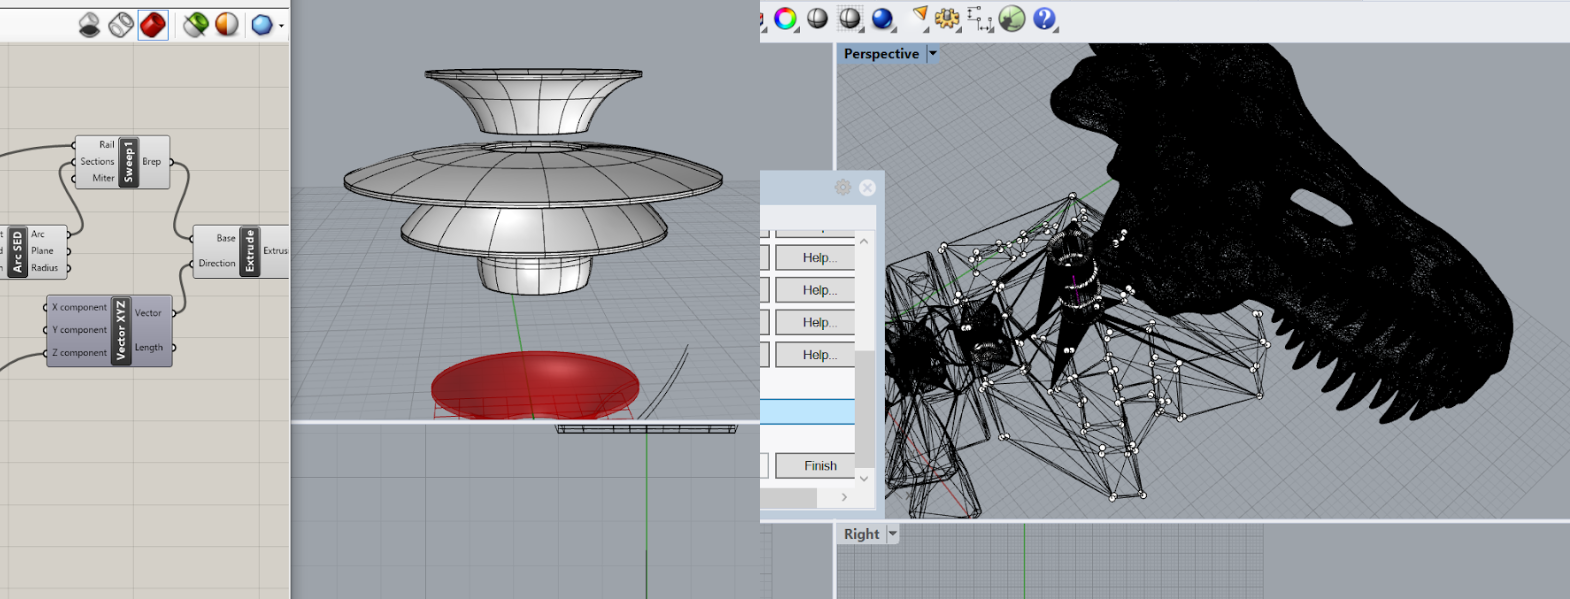 Rail
Sections
Miter
Sweep1
Brep
Arc SED
Arc
Plane
Radius
Base
Direction
Extrude
X component
Y component
Z component
Vector XYZ
Vector
Length
Perspective
Help...
Help...
Help...
Help...
Finish
Right